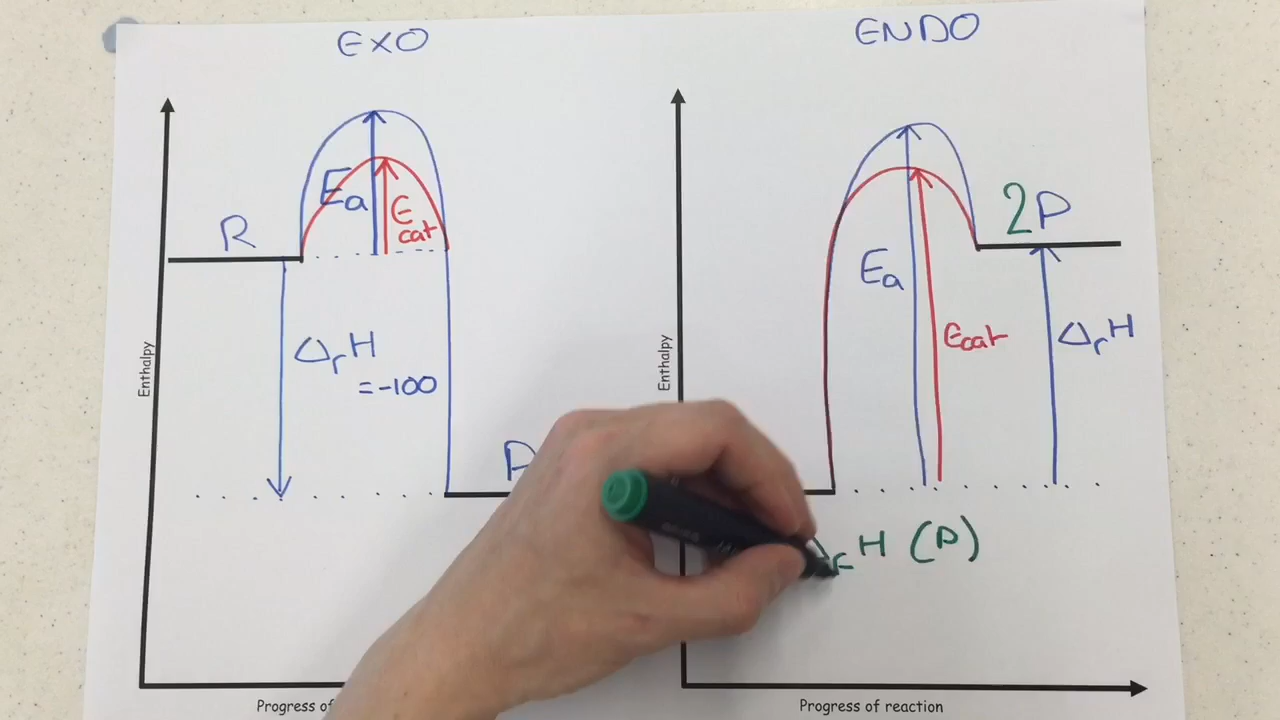 EXO
Ea
E
cat
R
ΔrH
=-100
Enthalpy
Progress of
ENDO
2P
Ea
Ecat
ΔrH
H (P)
Enthalpy
Progress of reaction